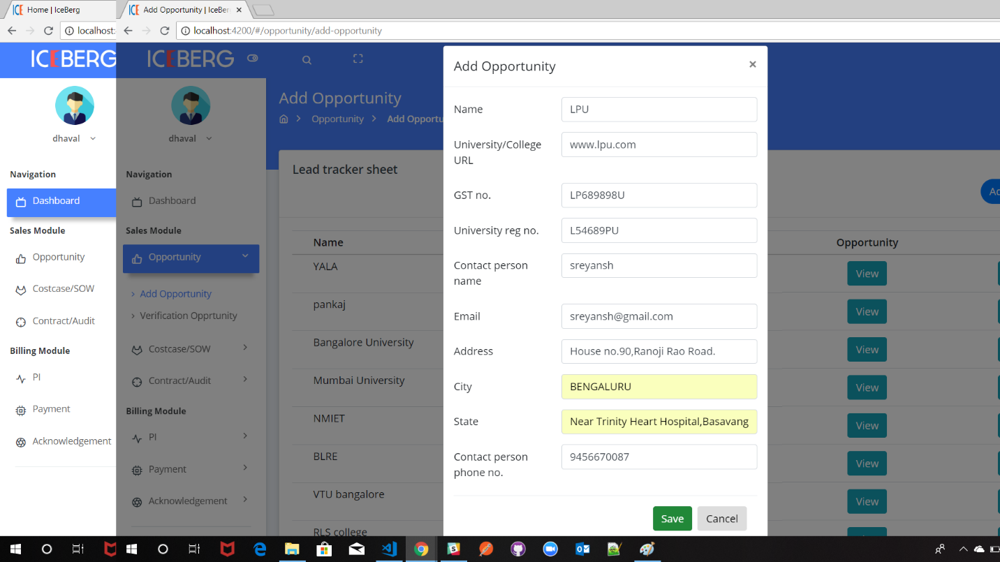 Home | IceBerg
Add Opportunity | IceBer
localhost:
localhost:4200/#/opportunity/add-opportunity
ICEBERG
dhaval
Navigation
Dashboard
Sales Module
Opportunity
Costcase/SOW
Contract/Audit
Billing Module
PI
Payment
Acknowledgement
ICEBERG
dhaval
Navigation
Dashboard
Sales Module
Opportunity
Add Opportunity
Verification Opprtunity
Costcase/SOW
Contract/Audit
Billing Module
PI
Payment
Acknowledgement
Add Opportunity
Opportunity
Add Opportu
Lead tracker sheet
Name
YALA
pankaj
Bangalore University
Mumbai University
NMIET
BLRE
VTU bangalore
RLS college
Add Opportunity
×
Name
LPU
University/College
URL
www.lpu.com
GST no.
LP689898U
University reg no.
L54689PU
Contact person
name
sreyansh
Email
sreyansh@gmail.com
Address
House no.90,Ranoji Rao Road.
City
BENGALURU
State
Near Trinity Heart Hospital,Basavang
Contact person
phone no.
9456670087
Save
Cancel
Ac
Opportunity
View
View
View
View
View
View
View